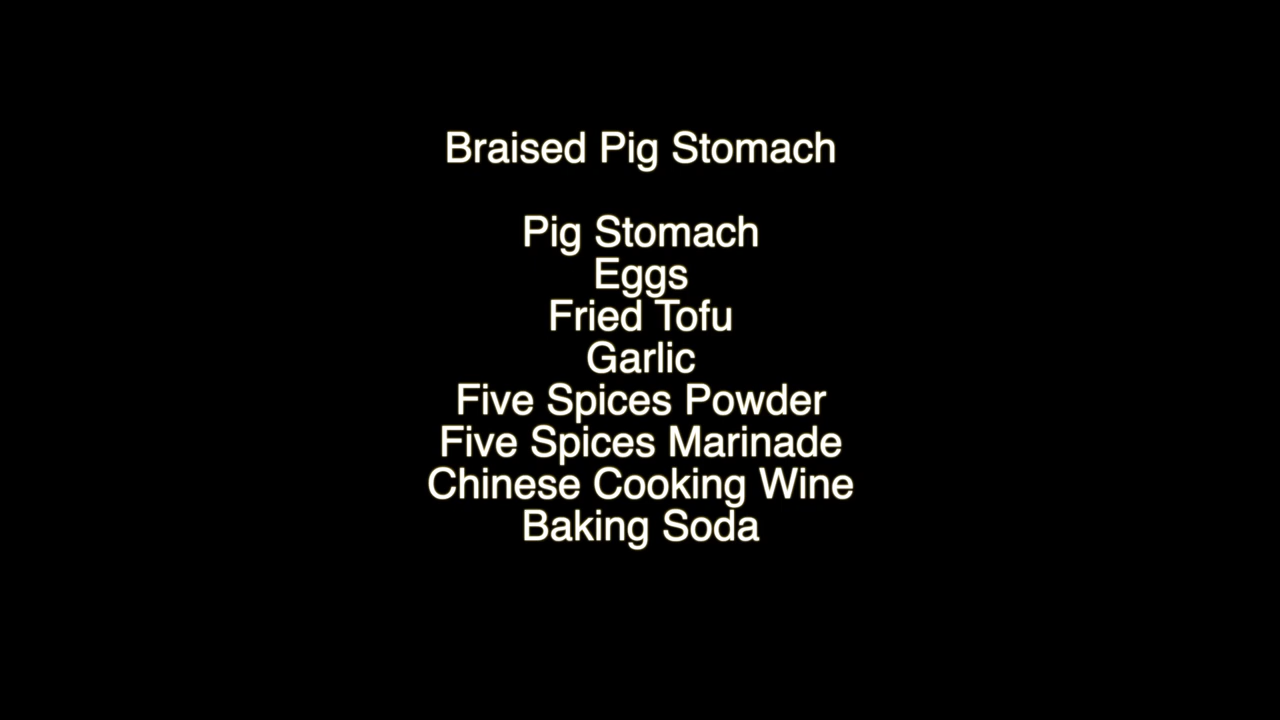 Braised Pig Stomach
Pig Stomach
Eggs
Fried Tofu
Garlic
Five Spices Powder
Five Spices Marinade
Chinese Cooking Wine
Baking Soda